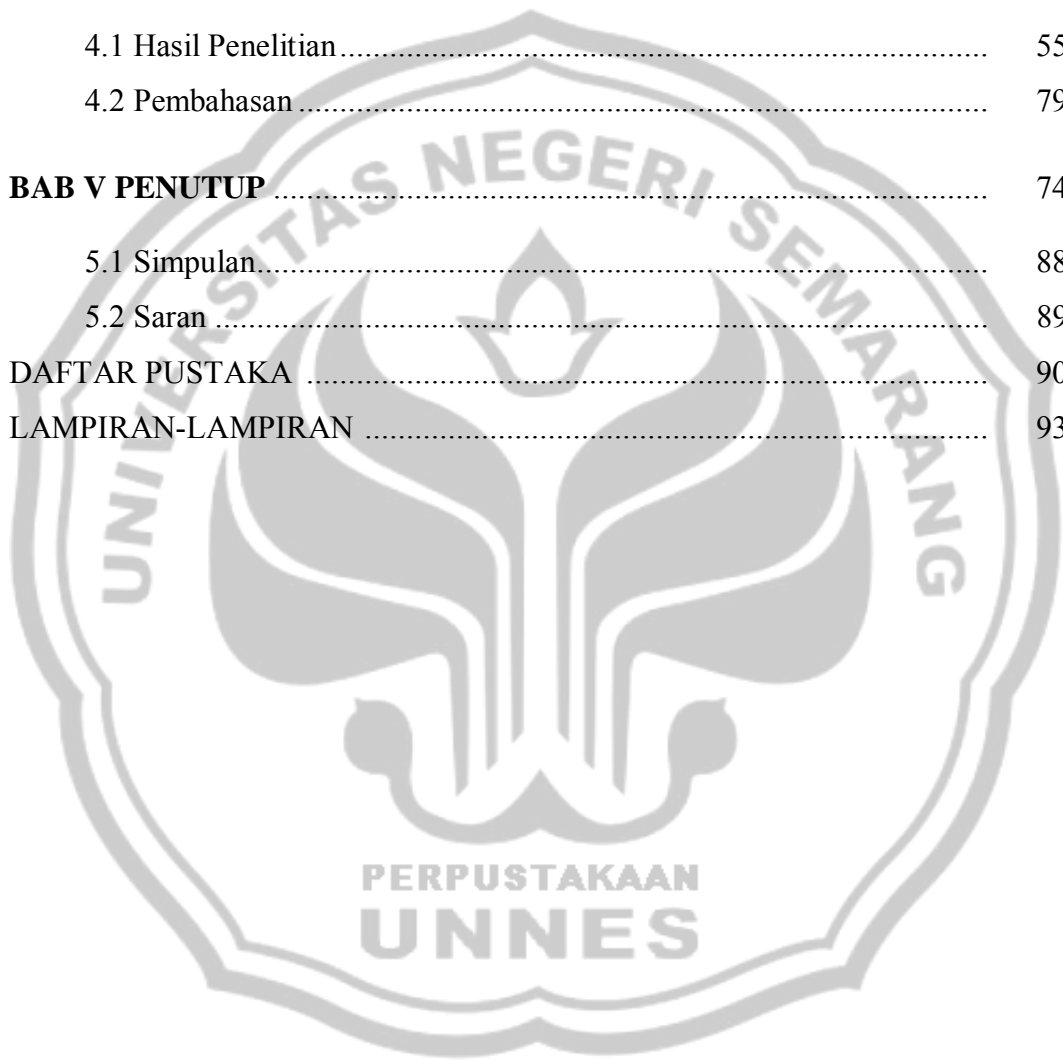 4.1 Hasil Penelitian.................................................................................... 55
4.2 Pembahasan ......................................................................................... 79
BAB V PENUTUP ............................................................................................. 74
5.1 Simpulan............................................................................................... 88
5.2 Saran .................................................................................................... 89
DAFTAR PUSTAKA ......................................................................................... 90
LAMPIRAN-LAMPIRAN ................................................................................. 93
UNIVERSITAS NEGERI SEMARANG
PERPUSTAKAAN
UNNES